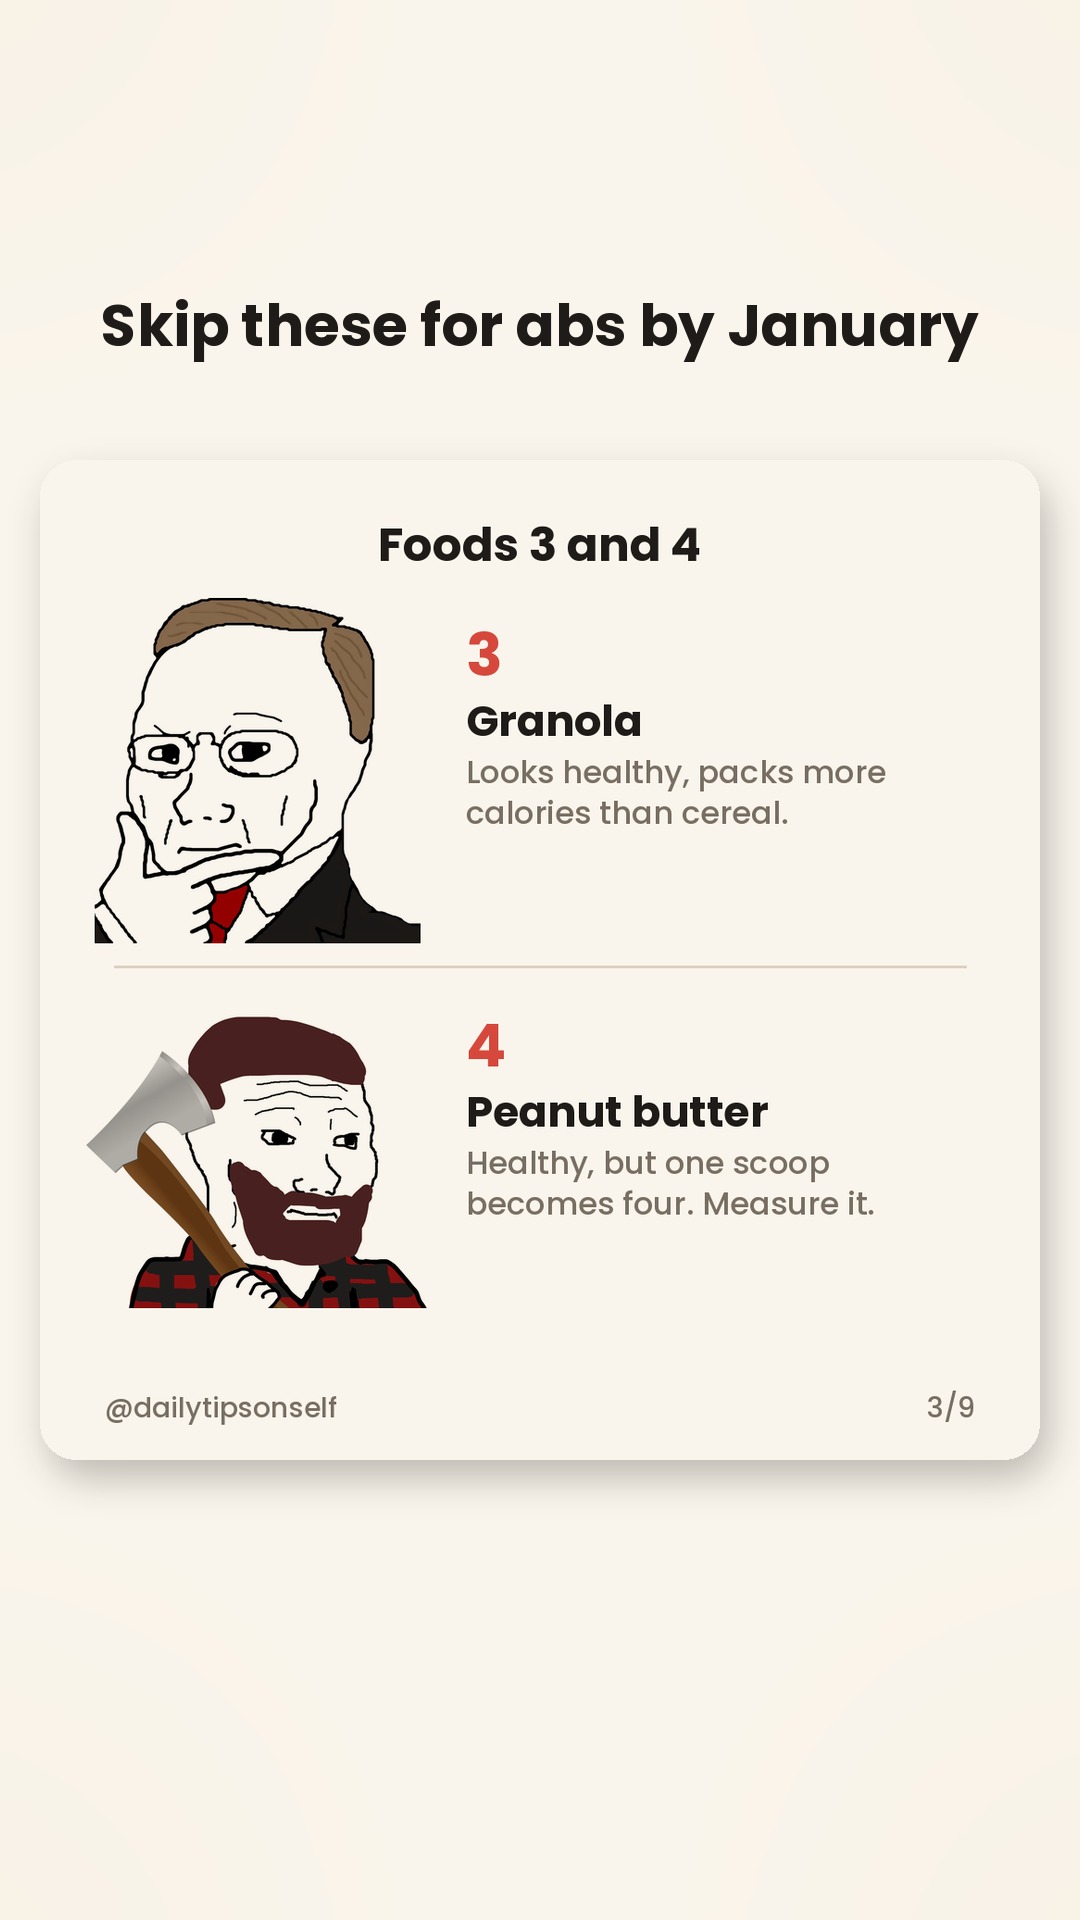 Skip these for abs by January
Foods 3 and 4
3
Granola
Looks healthy, packs more
calories than cereal.
4
Peanut butter
Healthy, but one scoop
becomes four. Measure it.
@dailytipsonself
3/9